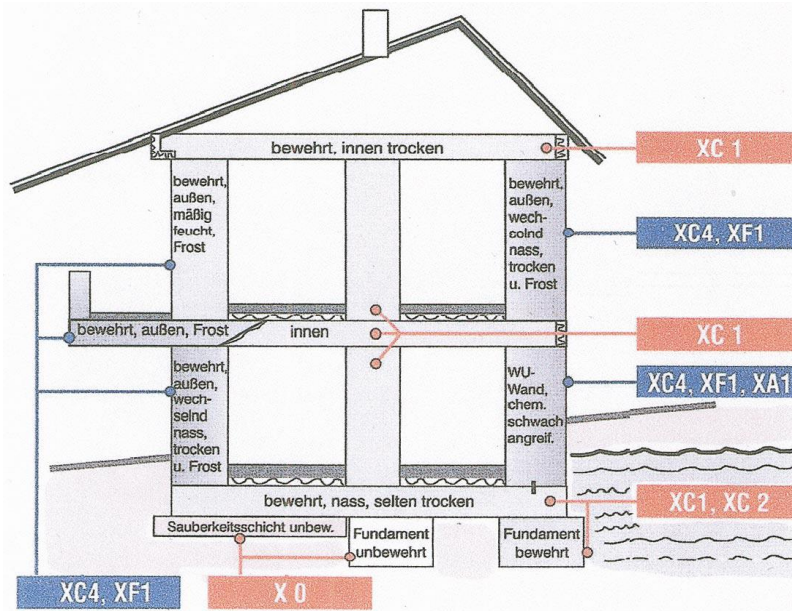 bewehrt, innen trocken
XC 1
bewehrt,
außen,
mäßig
feucht,
Frost
bewehrt,
außen,
wech-
solnd
nass,
trocken
u. Frost
XC4, XF1
bewehrt, außen, Frost
innen
XC 1
bewehrt,
außen,
wech-
selnd
nass,
trocken
u. Frost
WU-
Wand,
chem.
schwach
angreif.
XC4, XF1, XA1
bewehrt, nass, selten trocken
XC1, XC 2
Sauberkeitsschicht unbew.
Fundament
unbewehrt
Fundament
bewehrt
XC4, XF1
X 0